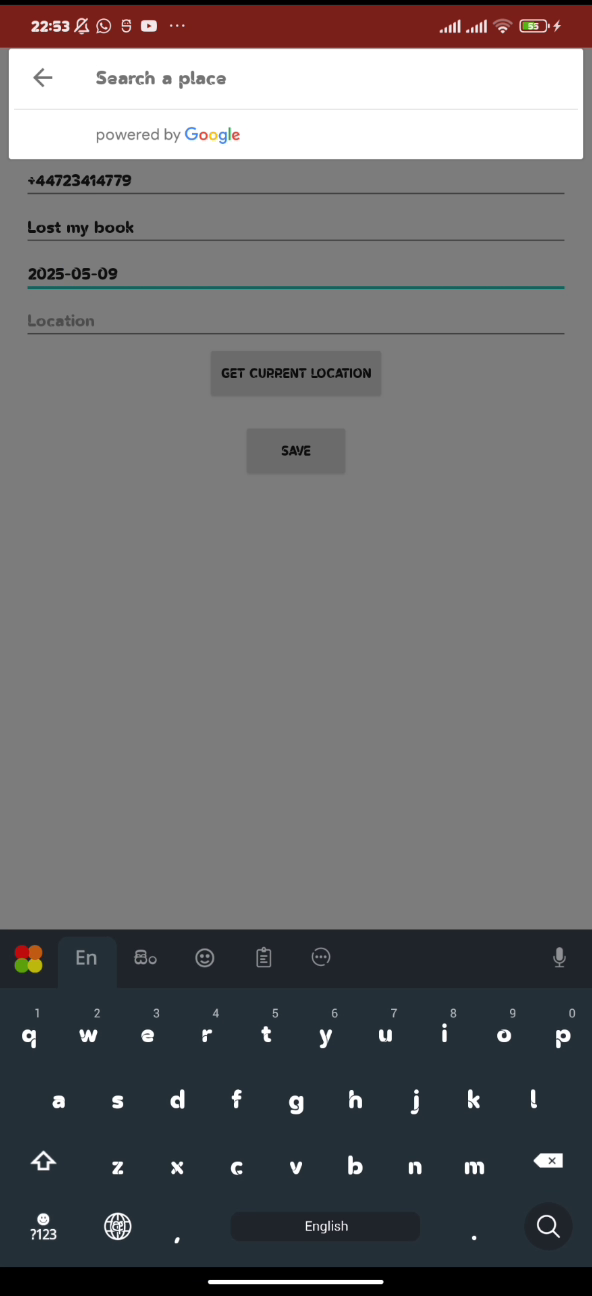 22:53
55
Search a place
powered by Google
+44723414779
Lost my book
2025-05-09
Location
GET CURRENT LOCATION
SAVE
En සිං
1 2 3 4 5 6 7 8 9 0
q w e r t y u i o p
a s d f g h j k l
z x c v b n m
?123 , English .